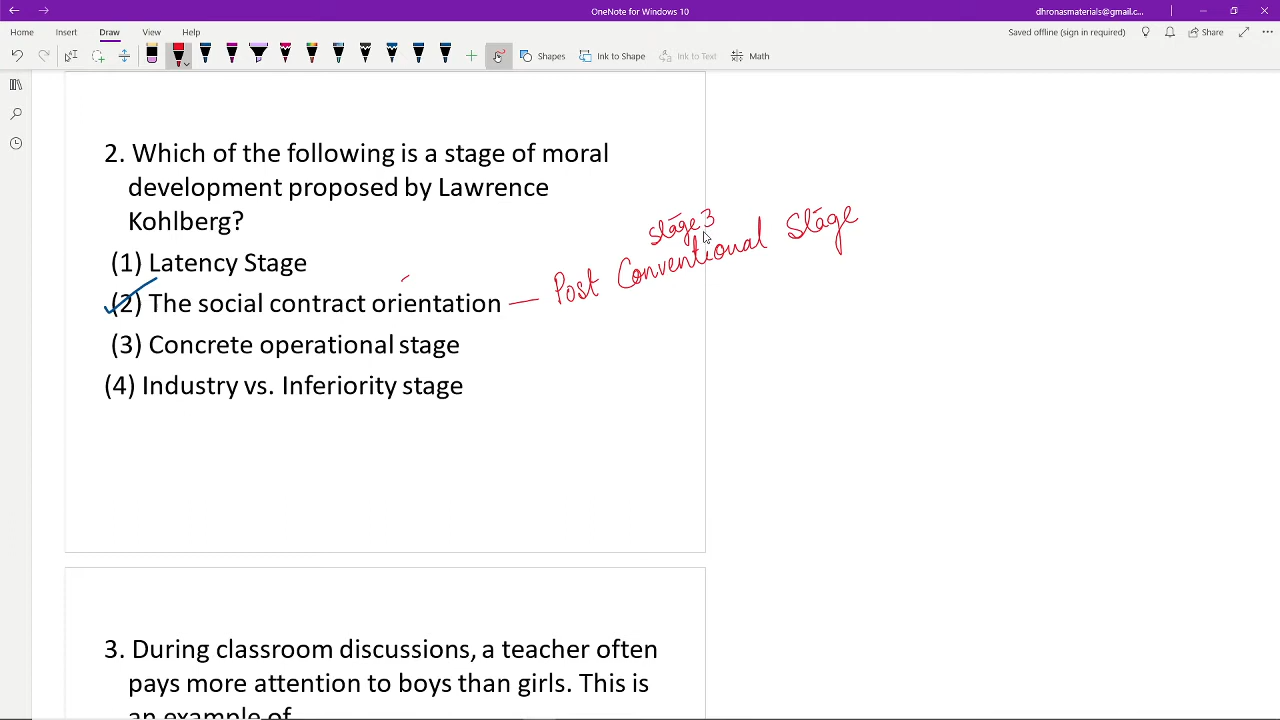 OneNote for Windows 10
dhronasmaterials@gmail.c...
Home Insert Draw View Help
Saved offline (sign in required) Share
Shapes Ink to Shape Ink to Text Math
2. Which of the following is a stage of moral
development proposed by Lawrence
Kohlberg?
(1) Latency Stage
(2) The social contract orientation — Post Conventional Stage
Stage 3
(3) Concrete operational stage
(4) Industry vs. Inferiority stage
3. During classroom discussions, a teacher often
pays more attention to boys than girls. This is
an example of